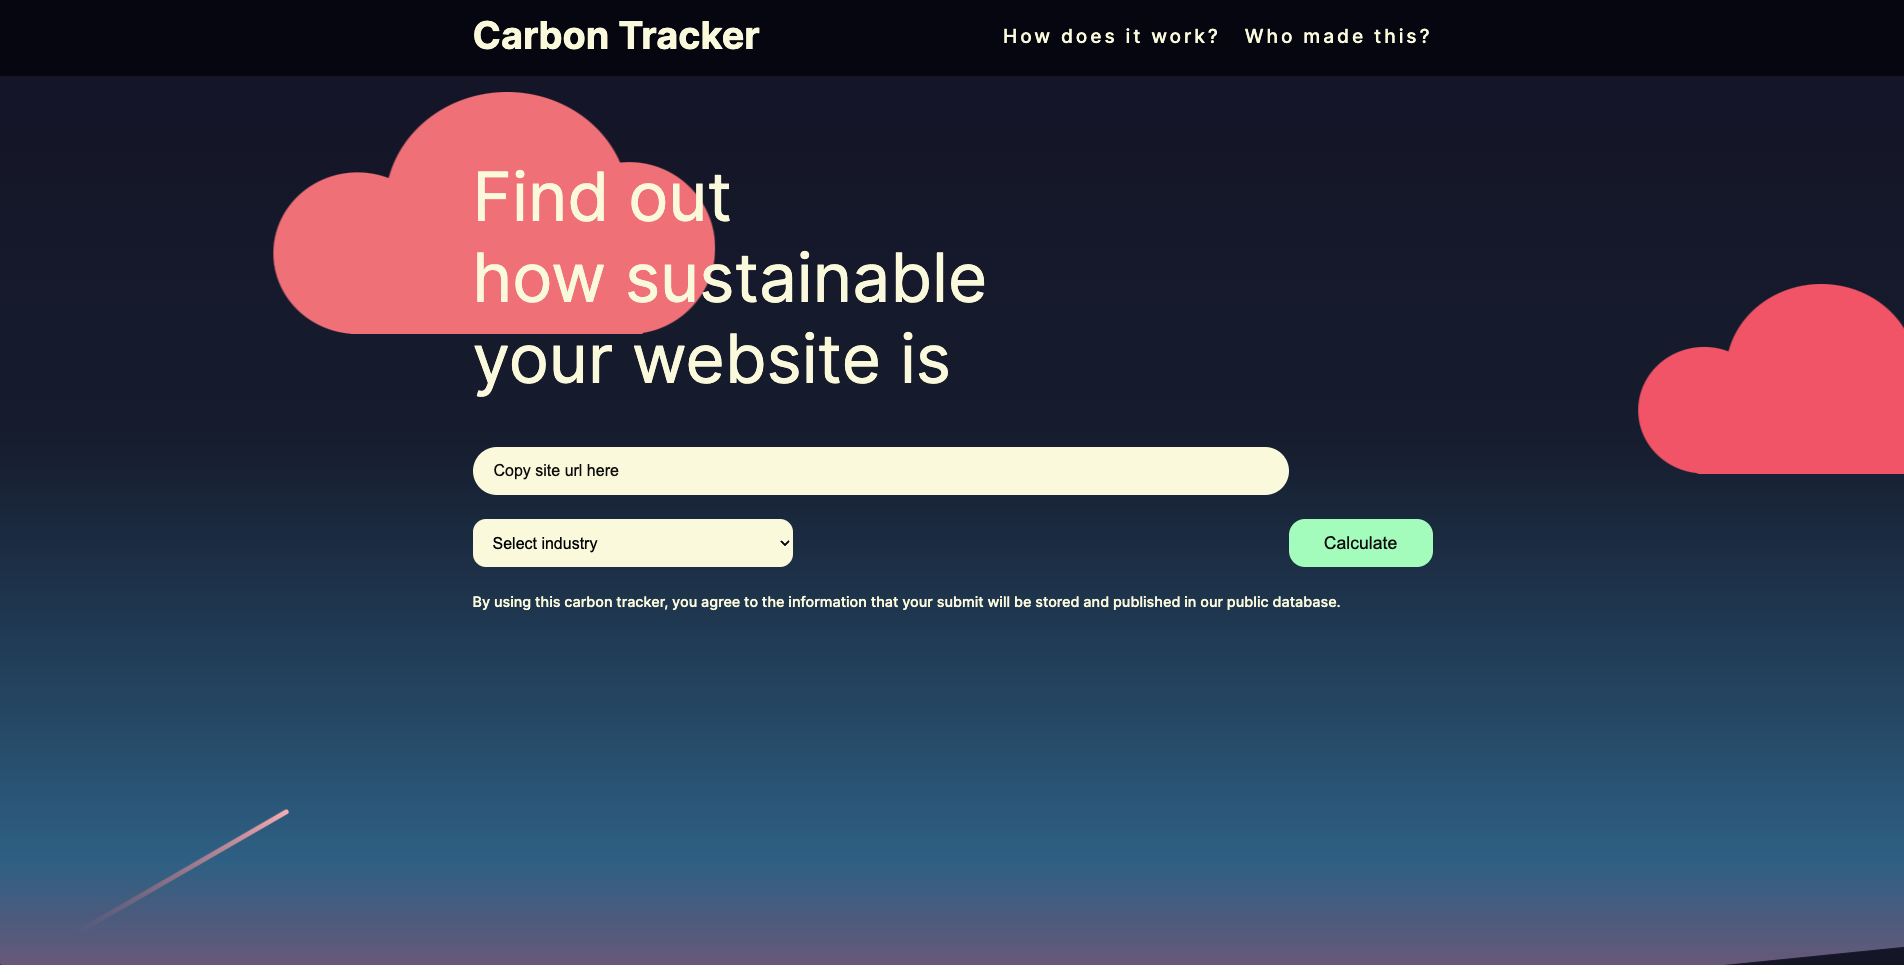 Carbon Tracker
How does it work? Who made this?
Find out
how sustainable
your website is
Copy site url here
Select industry
Calculate
By using this carbon tracker, you agree to the information that your submit will be stored and published in our public database.